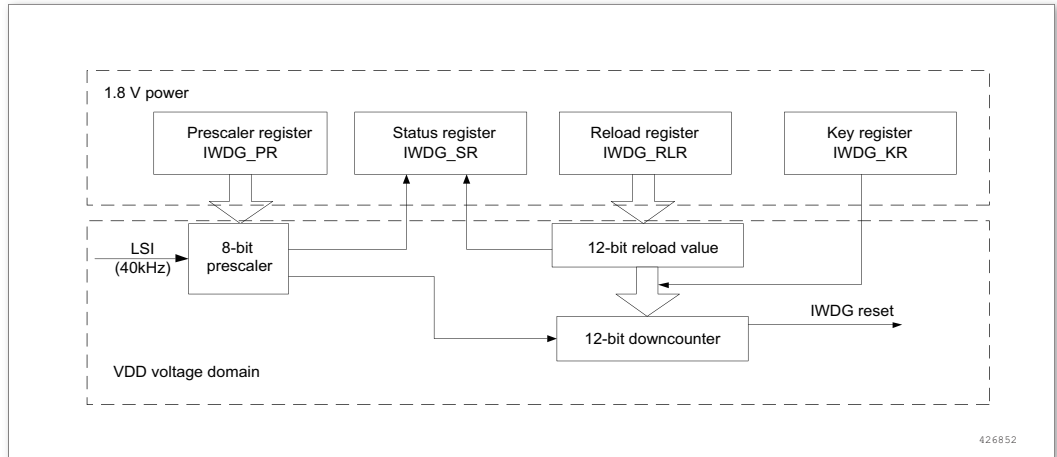 1.8 V power
Prescaler register
IWDG_PR
Status register
IWDG_SR
Reload register
IWDG_RLR
Key register
IWDG_KR
LSI
(40kHz)
8-bit
prescaler
12-bit reload value
IWDG reset
12-bit downcounter
VDD voltage domain
426852